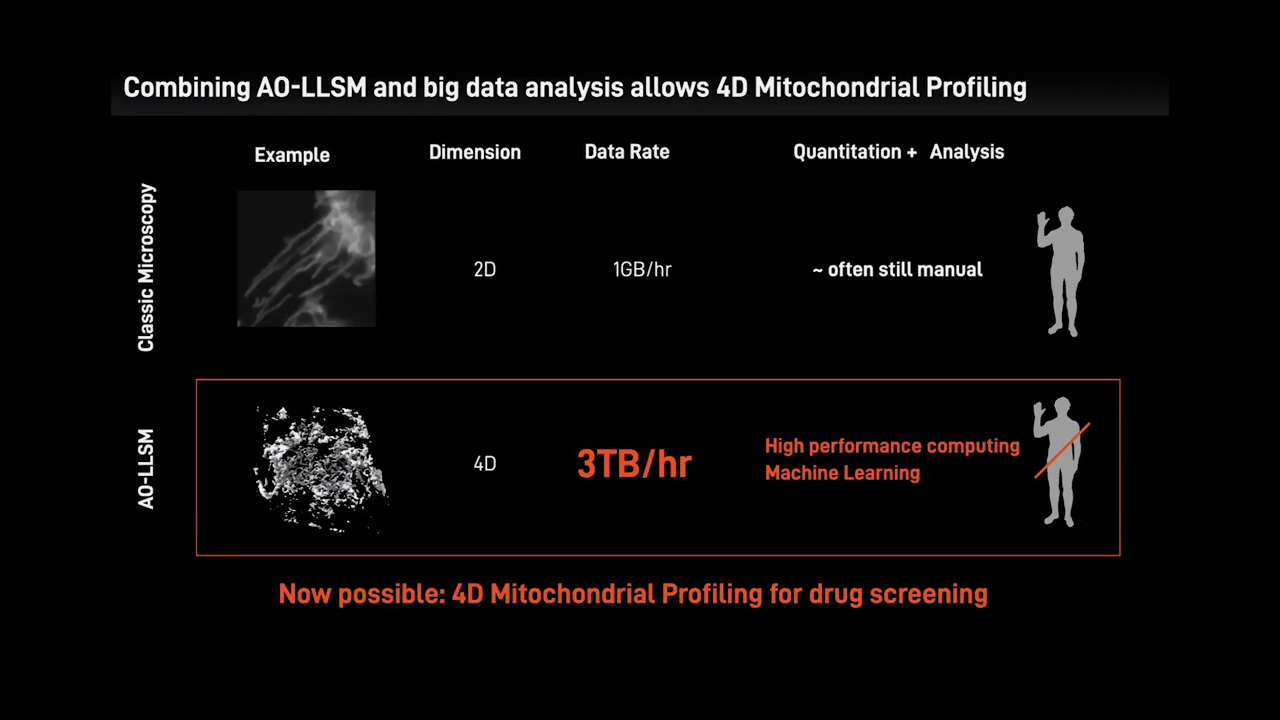 Combining AO-LLSM and big data analysis allows 4D Mitochondrial Profiling
Example
Dimension
Data Rate
Quantitation + Analysis
Classic Microscopy
2D
1GB/hr
~ often still manual
AO-LLSM
4D
3TB/hr
High performance computing
Machine Learning
Now possible: 4D Mitochondrial Profiling for drug screening